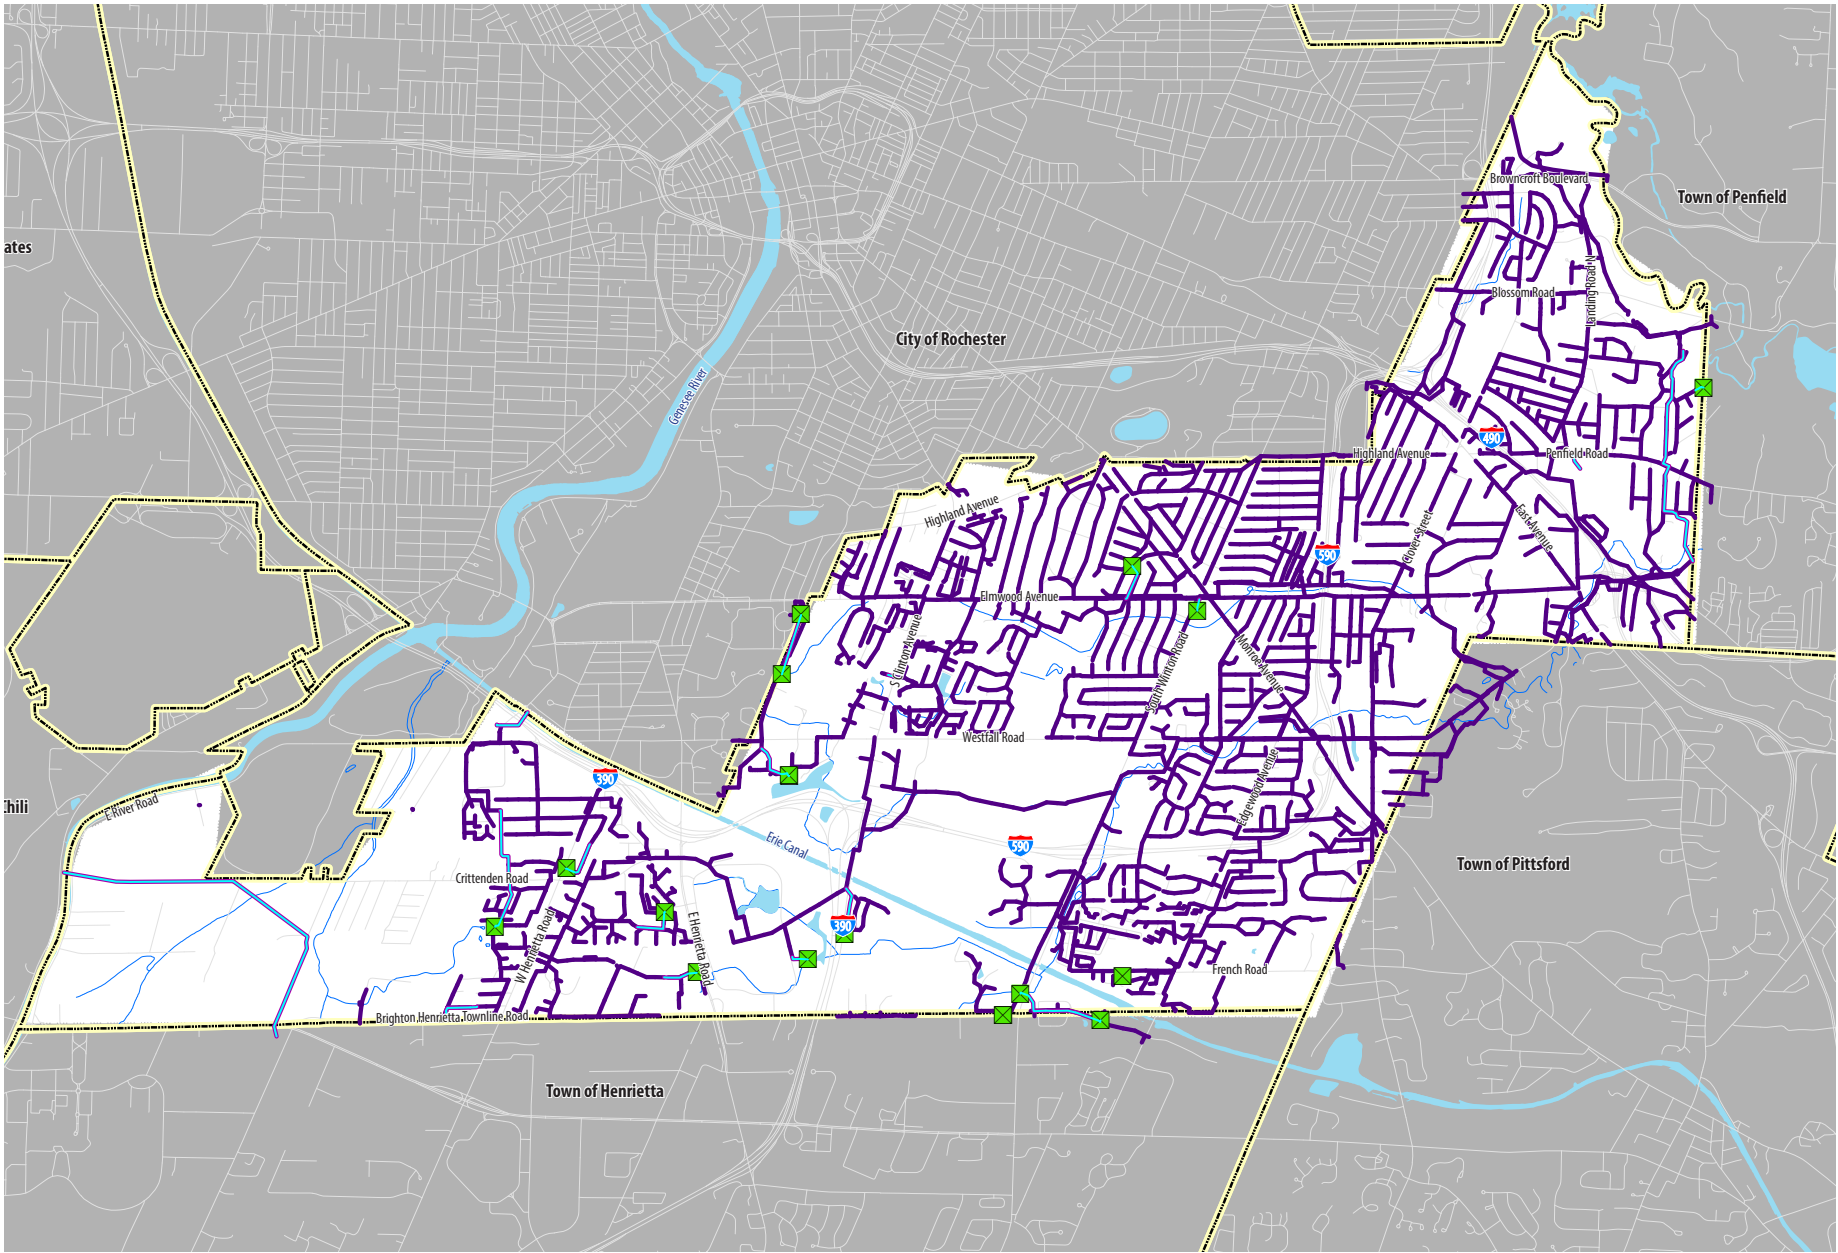 Browncroft Boulevard
Town of Penfield
ates
Landing Road N
Blossom Road
City of Rochester
Genesee River
490
Highland Avenue
Penfield Road
Highland Avenue
Clover Street
East Avenue
590
Elmwood Avenue
S Clinton Avenue
South Winton Road
Monroe Avenue
Westfall Road
390
Edgewood Avenue
Chili
E River Road
Erie Canal
590
Town of Pittsford
Crittenden Road
W Henrietta Road
E Henrietta Road
390
French Road
Brighton Henrietta Townline Road
Town of Henrietta